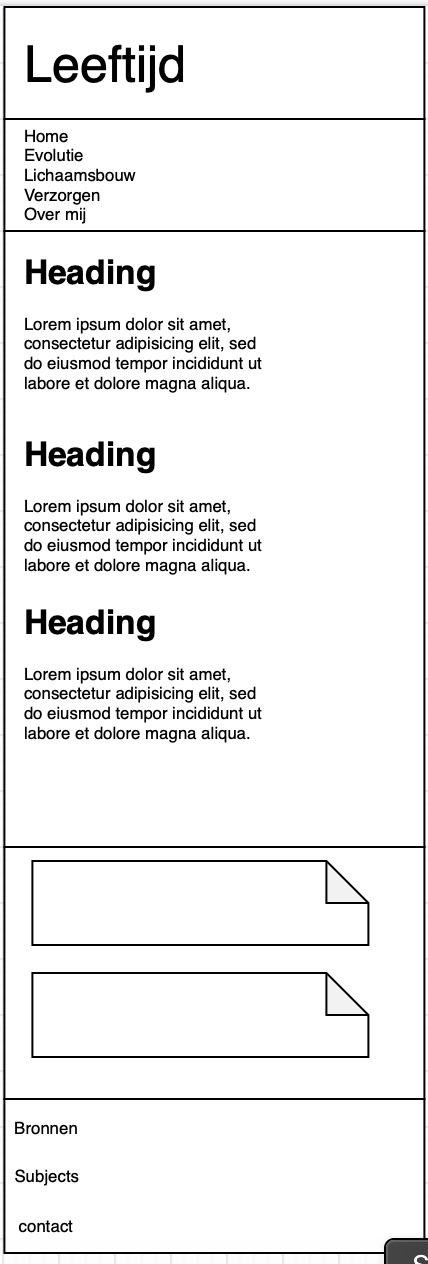 Leeftijd
Home
Evolutie
Lichaamsbouw
Verzorgen
Over mij
Heading
Lorem ipsum dolor sit amet,
consectetur adipisicing elit, sed
do eiusmod tempor incididunt ut
labore et dolore magna aliqua.
Heading
Lorem ipsum dolor sit amet,
consectetur adipisicing elit, sed
do eiusmod tempor incididunt ut
labore et dolore magna aliqua.
Heading
Lorem ipsum dolor sit amet,
consectetur adipisicing elit, sed
do eiusmod tempor incididunt ut
labore et dolore magna aliqua.
Bronnen
Subjects
contact